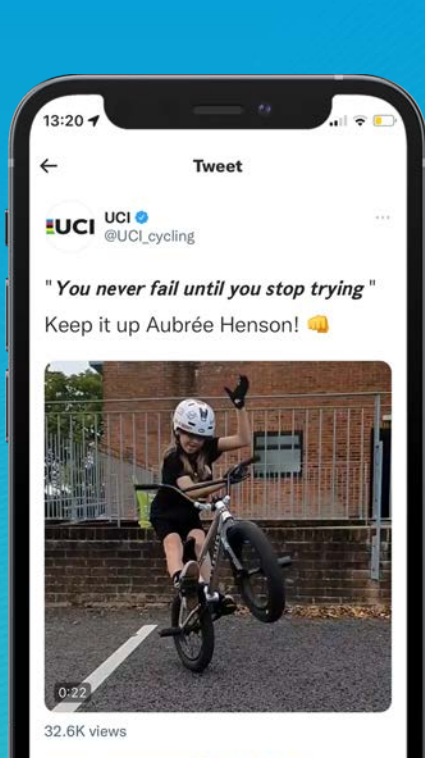 13:20
Tweet
UCI
UCI
@UCI_cycling
"You never fail until you stop trying"
Keep it up Aubrée Henson! 👊
0:22
32.6K views